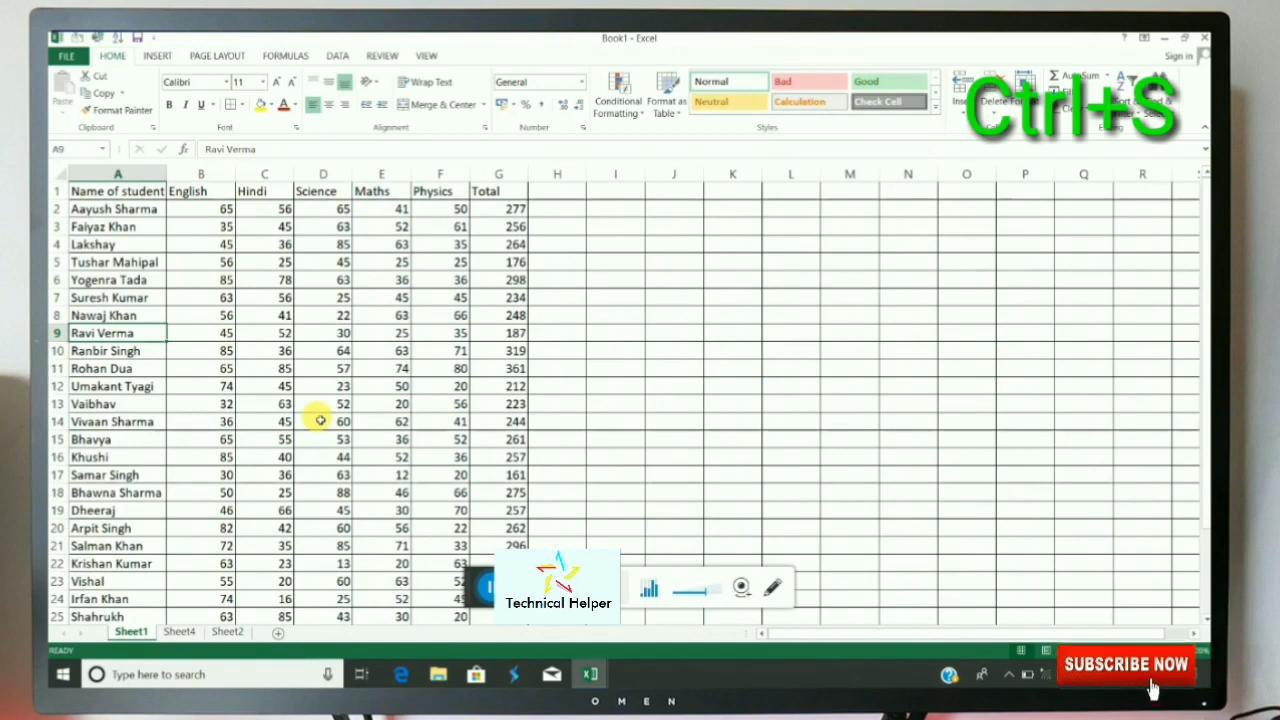 Book1 - Excel
Sign in
FILE HOME INSERT PAGE LAYOUT FORMULAS DATA REVIEW VIEW
Ctrl+S
Cut
Copy
Format Painter
Paste
Clipboard
Calibri 11
B I U
Font
Wrap Text
Merge & Center
Alignment
General
%
Number
Conditional Formatting
Format as Table
Normal Bad Good
Neutral Calculation Check Cell
Styles
AutoSum
A9 fx Ravi Verma
A B C D E F G H I J K L M N O P Q R
1 Name of student English Hindi Science Maths Physics Total
2 Aayush Sharma 65 56 65 41 50 277
3 Faiyaz Khan 35 45 63 52 61 256
4 Lakshay 45 36 85 63 35 264
5 Tushar Mahipal 56 25 45 25 25 176
6 Yogenra Tada 85 78 63 36 36 298
7 Suresh Kumar 63 56 25 45 45 234
8 Nawaj Khan 56 41 22 63 66 248
9 Ravi Verma 45 52 30 25 35 187
10 Ranbir Singh 85 36 64 63 71 319
11 Rohan Dua 65 85 57 74 80 361
12 Umakant Tyagi 74 45 23 50 20 212
13 Vaibhav 32 63 52 20 56 223
14 Vivaan Sharma 36 45 60 62 41 244
15 Bhavya 65 55 53 36 52 261
16 Khushi 85 40 44 52 36 257
17 Samar Singh 30 36 63 12 20 161
18 Bhawna Sharma 50 25 88 46 66 275
19 Dheeraj 46 66 45 30 70 257
20 Arpit Singh 82 42 60 56 22 262
21 Salman Khan 72 35 85 71 33 296
22 Krishan Kumar 63 23 13 20 63
23 Vishal 55 20 60 63 52
24 Irfan Khan 74 16 25 52 45
25 Shahrukh 63 85 43 30 20
Technical Helper
Sheet1 Sheet4 Sheet2
READY
Type here to search
SUBSCRIBE NOW
OMEN